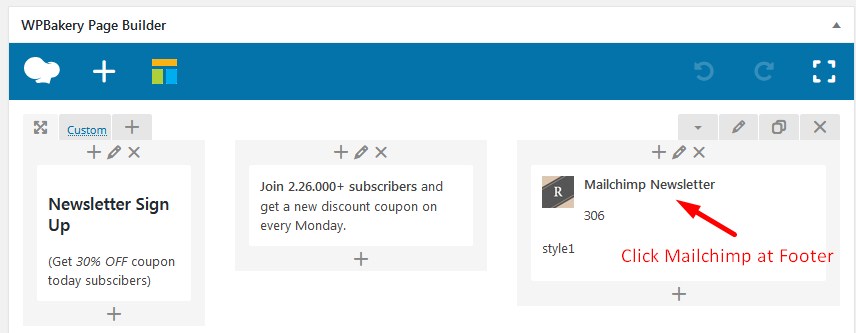 WPBakery Page Builder
Custom
Newsletter Sign
Up
(Get 30% OFF coupon
today subscibers)
Join 2.26.000+ subscribers and
get a new discount coupon on
every Monday.
R
Mailchimp Newsletter
306
style1
Click Mailchimp at Footer